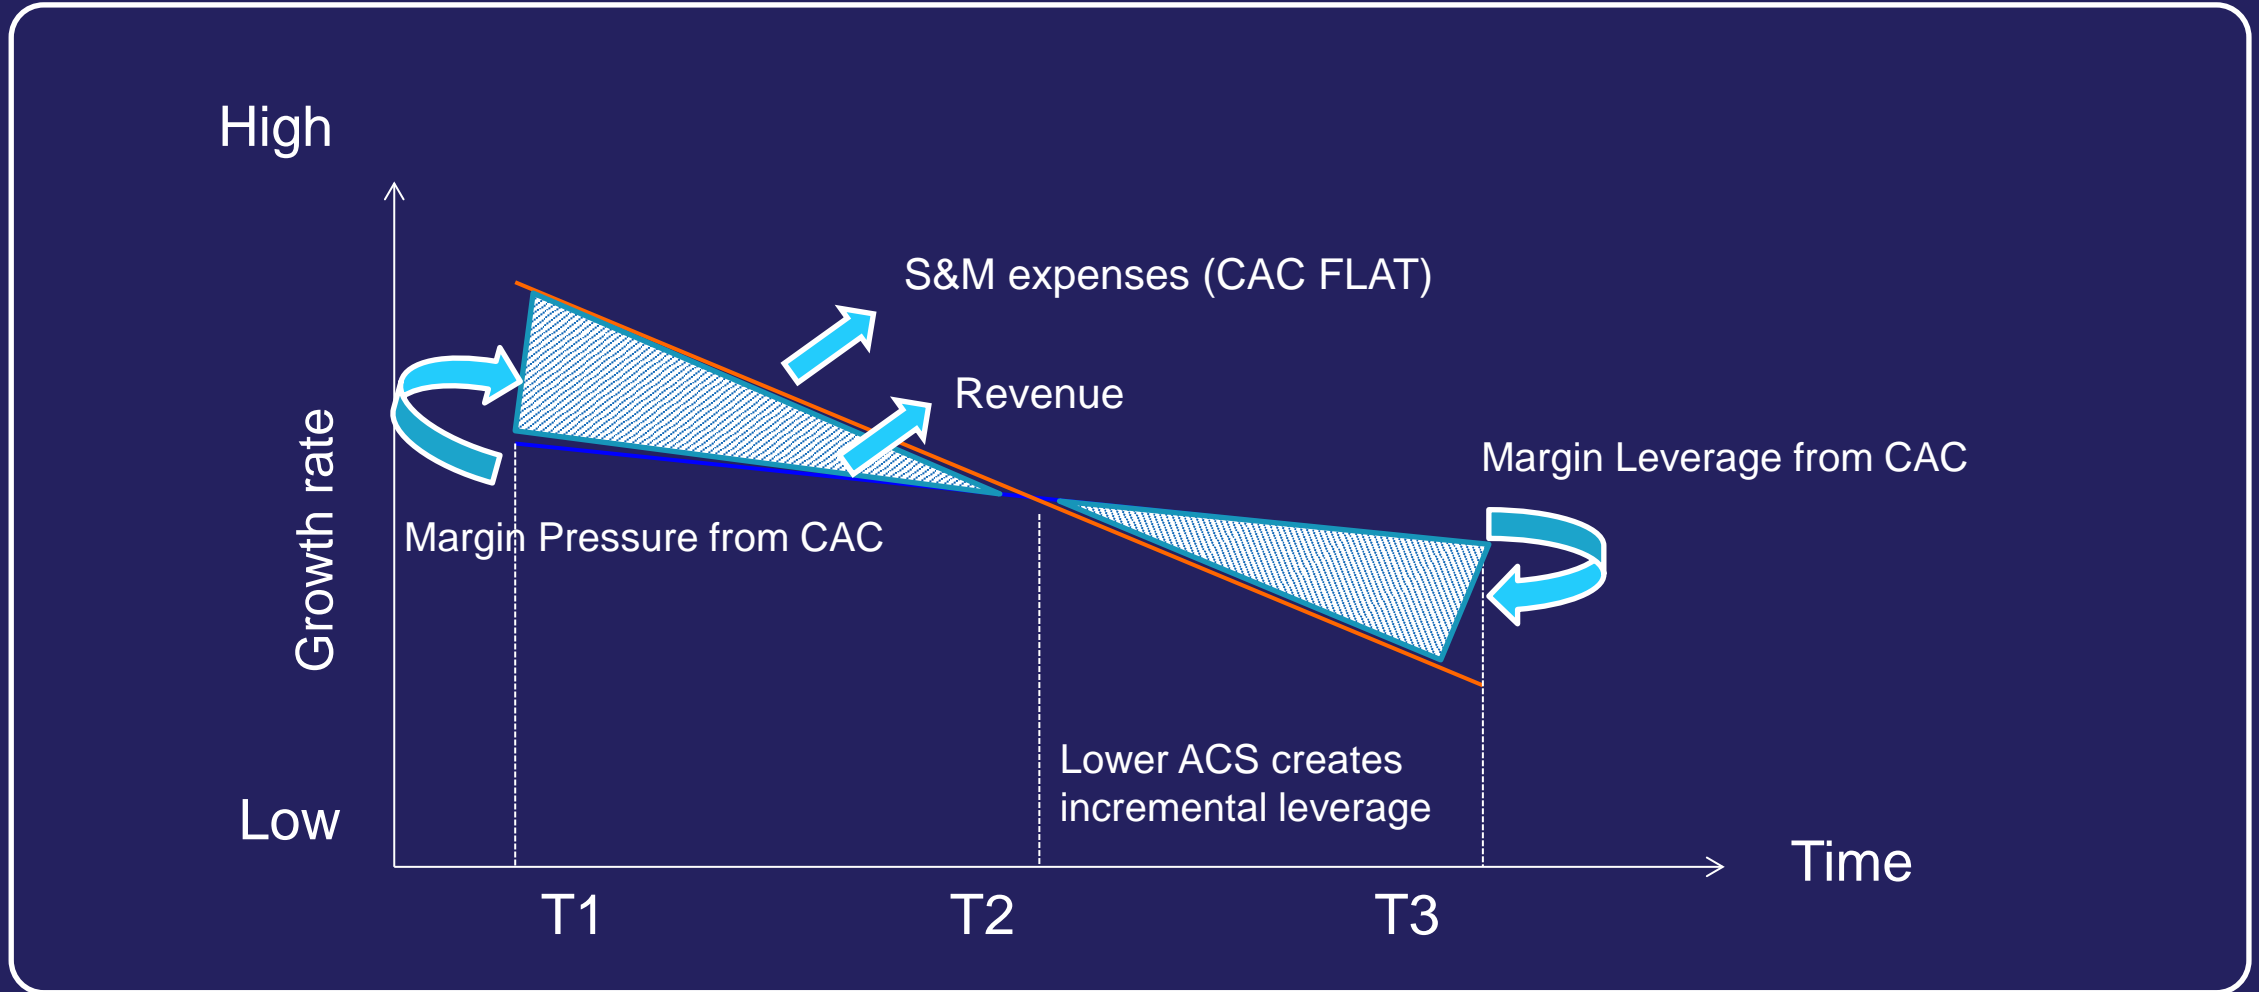 High
S&M expenses (CAC FLAT)
Revenue
Margin Leverage from CAC
Growth rate
Margin Pressure from CAC
Lower ACS creates
incremental leverage
Low
Time
T1
T2
T3